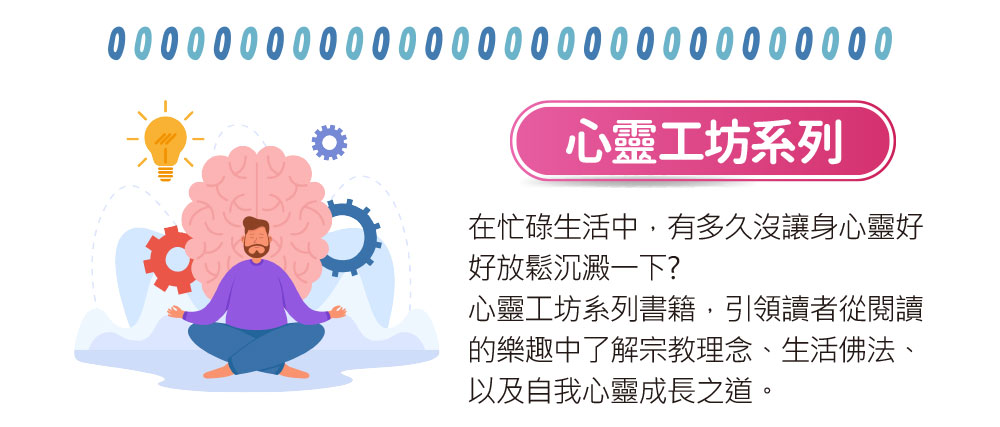 心靈工坊系列
在忙碌生活中，有多久沒讓身心靈好
好放鬆沉澱一下?
心靈工坊系列書籍，引領讀者從閱讀
的樂趣中了解宗教理念、生活佛法、
以及自我心靈成長之道。